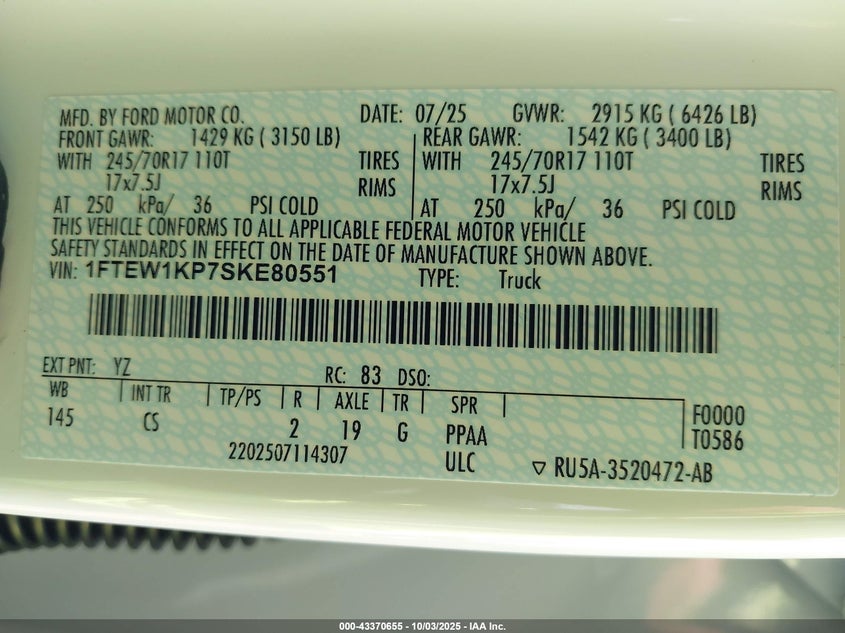 MFD. BY FORD MOTOR CO. DATE: 07/25 GVWR: 2915 KG ( 6426 LB)
FRONT GAWR: 1429 KG ( 3150 LB) REAR GAWR: 1542 KG ( 3400 LB)
WITH 245/70R17 110T TIRES WITH 245/70R17 110T TIRES
17x7.5J RIMS 17x7.5J RIMS
AT 250 kPa/ 36 PSI COLD AT 250 kPa/ 36 PSI COLD
THIS VEHICLE CONFORMS TO ALL APPLICABLE FEDERAL MOTOR VEHICLE
SAFETY STANDARDS IN EFFECT ON THE DATE OF MANUFACTURE SHOWN ABOVE.
VIN: 1FTEW1KP7SKE80551 TYPE: Truck
EXT PNT: YZ RC: 83 DSO:
WB INT TR TP/PS R AXLE TR SPR F0000
145 CS 2 19 G PPAA T0586
2202507114307 ULC RU5A-3520472-AB
000-43370655 - 10/03/2025 - IAA Inc.